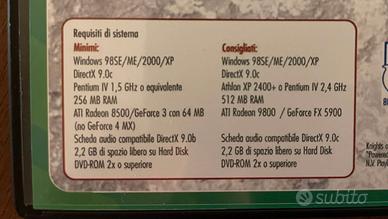 Requisiti di sistema
Minimi:
Windows 98SE/ME/2000/XP
DirectX 9.0c
Pentium IV 1,5 GHz o equivalente
256 MB RAM
ATI Radeon 8500/GeForce 3 con 64 MB
(no GeForce 4 MX)
Scheda audio compatibile DirectX 9.0b
2,2 GB di spazio libero su Hard Disk
DVD-ROM 2x o superiore
Consigliati:
Windows 98SE/ME/2000/XP
DirectX 9.0c
Athlon XP 2400+ o Pentium IV 2,4 GHz
512 MB RAM
ATI Radeon 9800 / GeForce FX 5900
Scheda audio compatibile DirectX 9.0c
2,2 GB di spazio libero su Hard Disk
DVD-ROM 2x o superiore
Knights o
"Powered
N.V. Play
subito